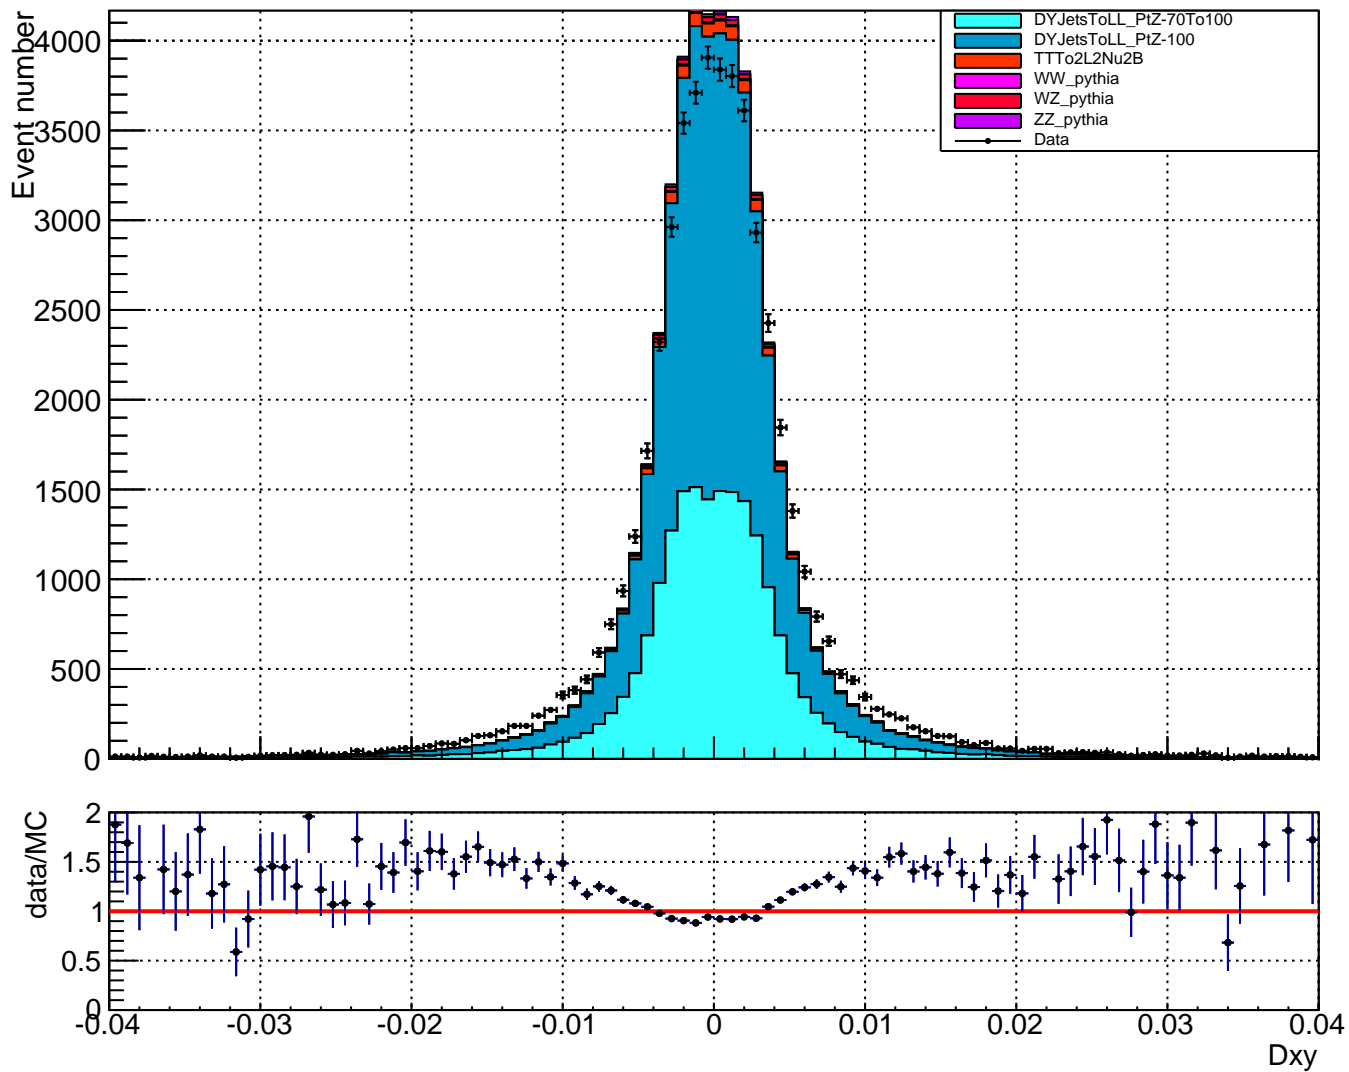 Event number
4000
3500
3000
2500
2000
1500
1000
500
0
DYJetsToLL_PtZ-70To100
DYJetsToLL_PtZ-100
TTTo2L2Nu2B
WW_pythia
WZ_pythia
ZZ_pythia
Data
data/MC
2
1.5
1
0.5
0
-0.04 -0.03 -0.02 -0.01 0 0.01 0.02 0.03 0.04
Dxy